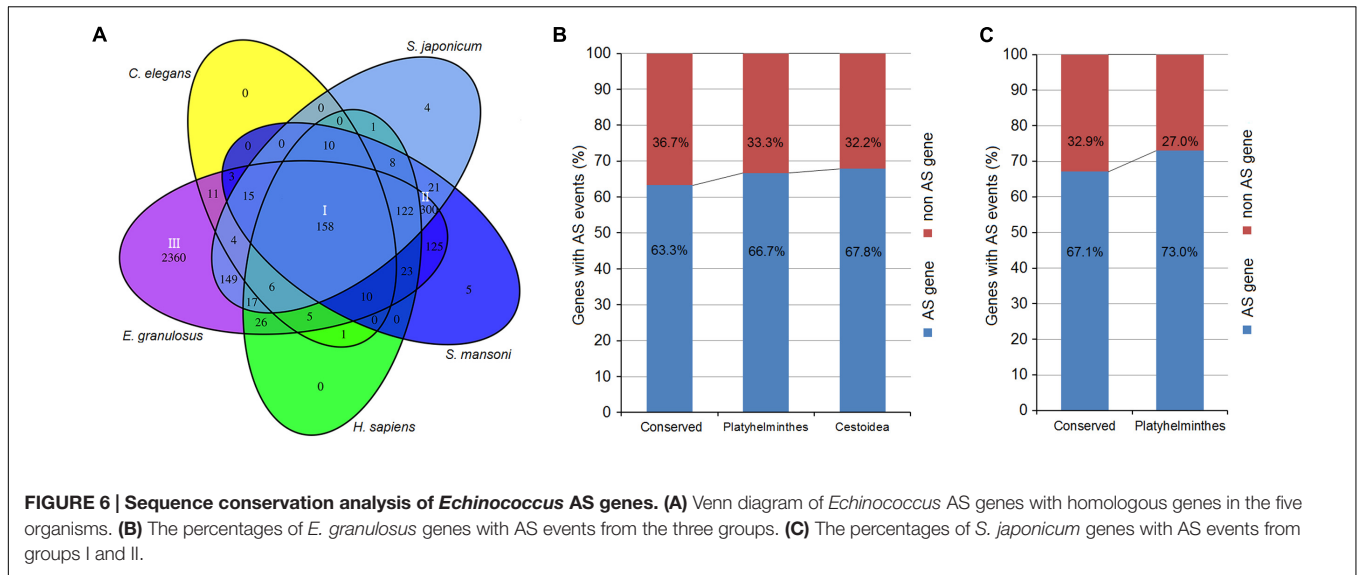 A
C. elegans
S. japonicum
0
4
0
0
1
0
0
10
8
3
11
15
21
II
300
122
I
158
125
III
2360
4
149
23
10
5
6
17
26
5
0
0
1
E. granulosus
S. mansoni
0
H. sapiens
B
Genes with AS events (%)
100
90
80
70
60
50
40
30
20
10
0
36.7%
33.3%
32.2%
63.3%
66.7%
67.8%
Conserved
Platyhelminthes
Cestoidea
AS gene
non AS gene
C
Genes with AS events (%)
100
90
80
70
60
50
40
30
20
10
0
32.9%
27.0%
67.1%
73.0%
Conserved
Platyhelminthes
AS gene
non AS gene
FIGURE 6 | Sequence conservation analysis of Echinococcus AS genes. (A) Venn diagram of Echinococcus AS genes with homologous genes in the five
organisms. (B) The percentages of E. granulosus genes with AS events from the three groups. (C) The percentages of S. japonicum genes with AS events from
groups I and II.